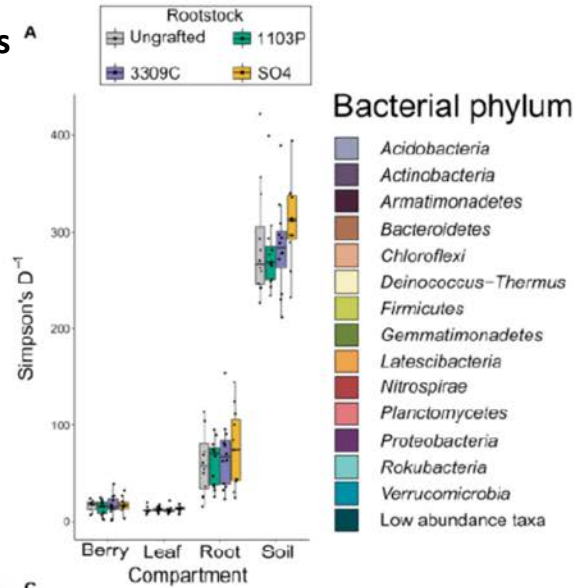 s A
Rootstock
Ungrafted 1103P
3309C SO4
Simpson's D⁻¹
400
300
200
100
0
Berry Leaf Root Soil
Compartment
Bacterial phylum
Acidobacteria
Actinobacteria
Armatimonadetes
Bacteroidetes
Chloroflexi
Deinococcus-Thermus
Firmicutes
Gemmatimonadetes
Latescibacteria
Nitrospirae
Planctomycetes
Proteobacteria
Rokubacteria
Verrucomicrobia
Low abundance taxa